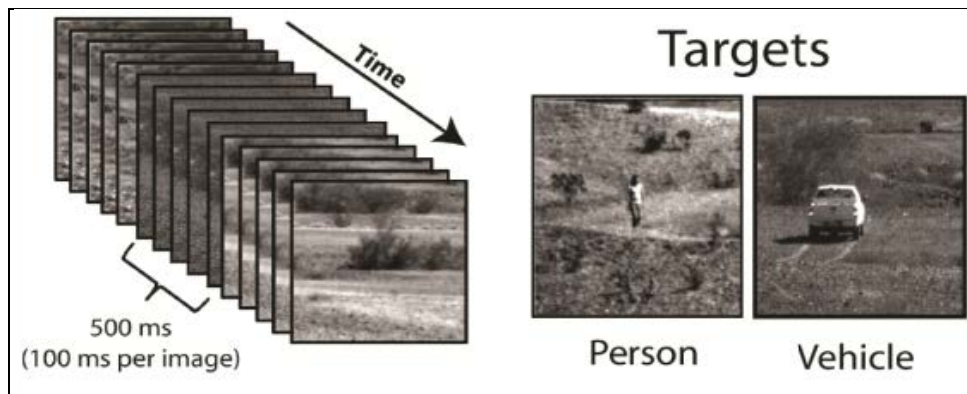 Time
500 ms
(100 ms per image)
Targets
Person
Vehicle